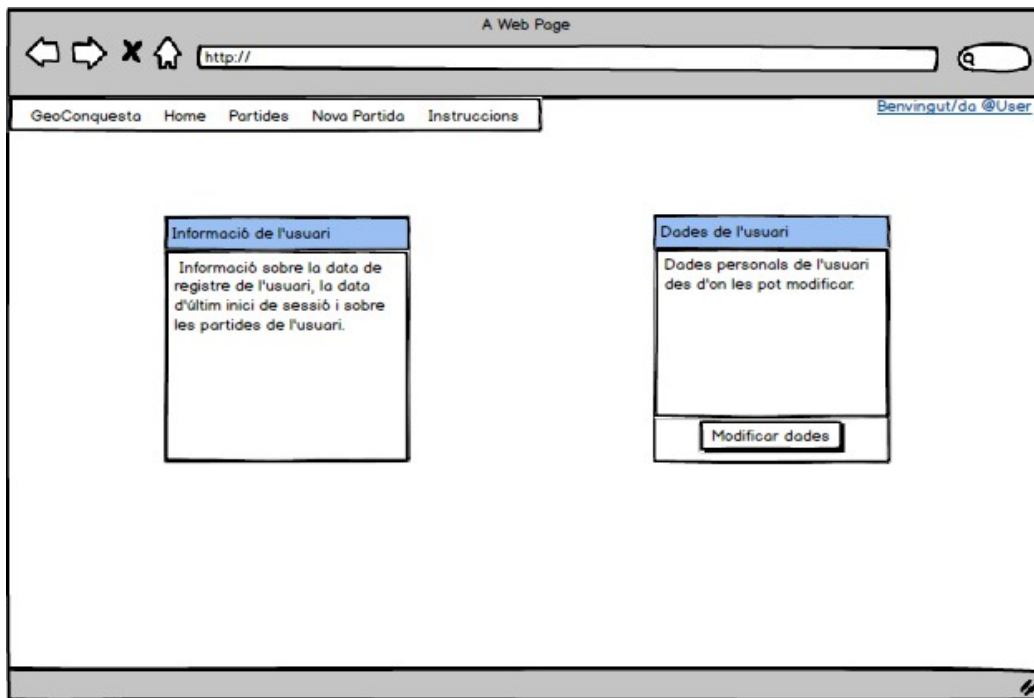 A Web Page
http://
GeoConquesta Home Partides Nova Partida Instruccions
Benvingut/da @User
Informació de l'usuari
Informació sobre la data de
registre de l'usuari, la data
d'últim inici de sessió i sobre
les partides de l'usuari.
Dades de l'usuari
Dades personals de l'usuari
des d'on les pot modificar.
Modificar dades